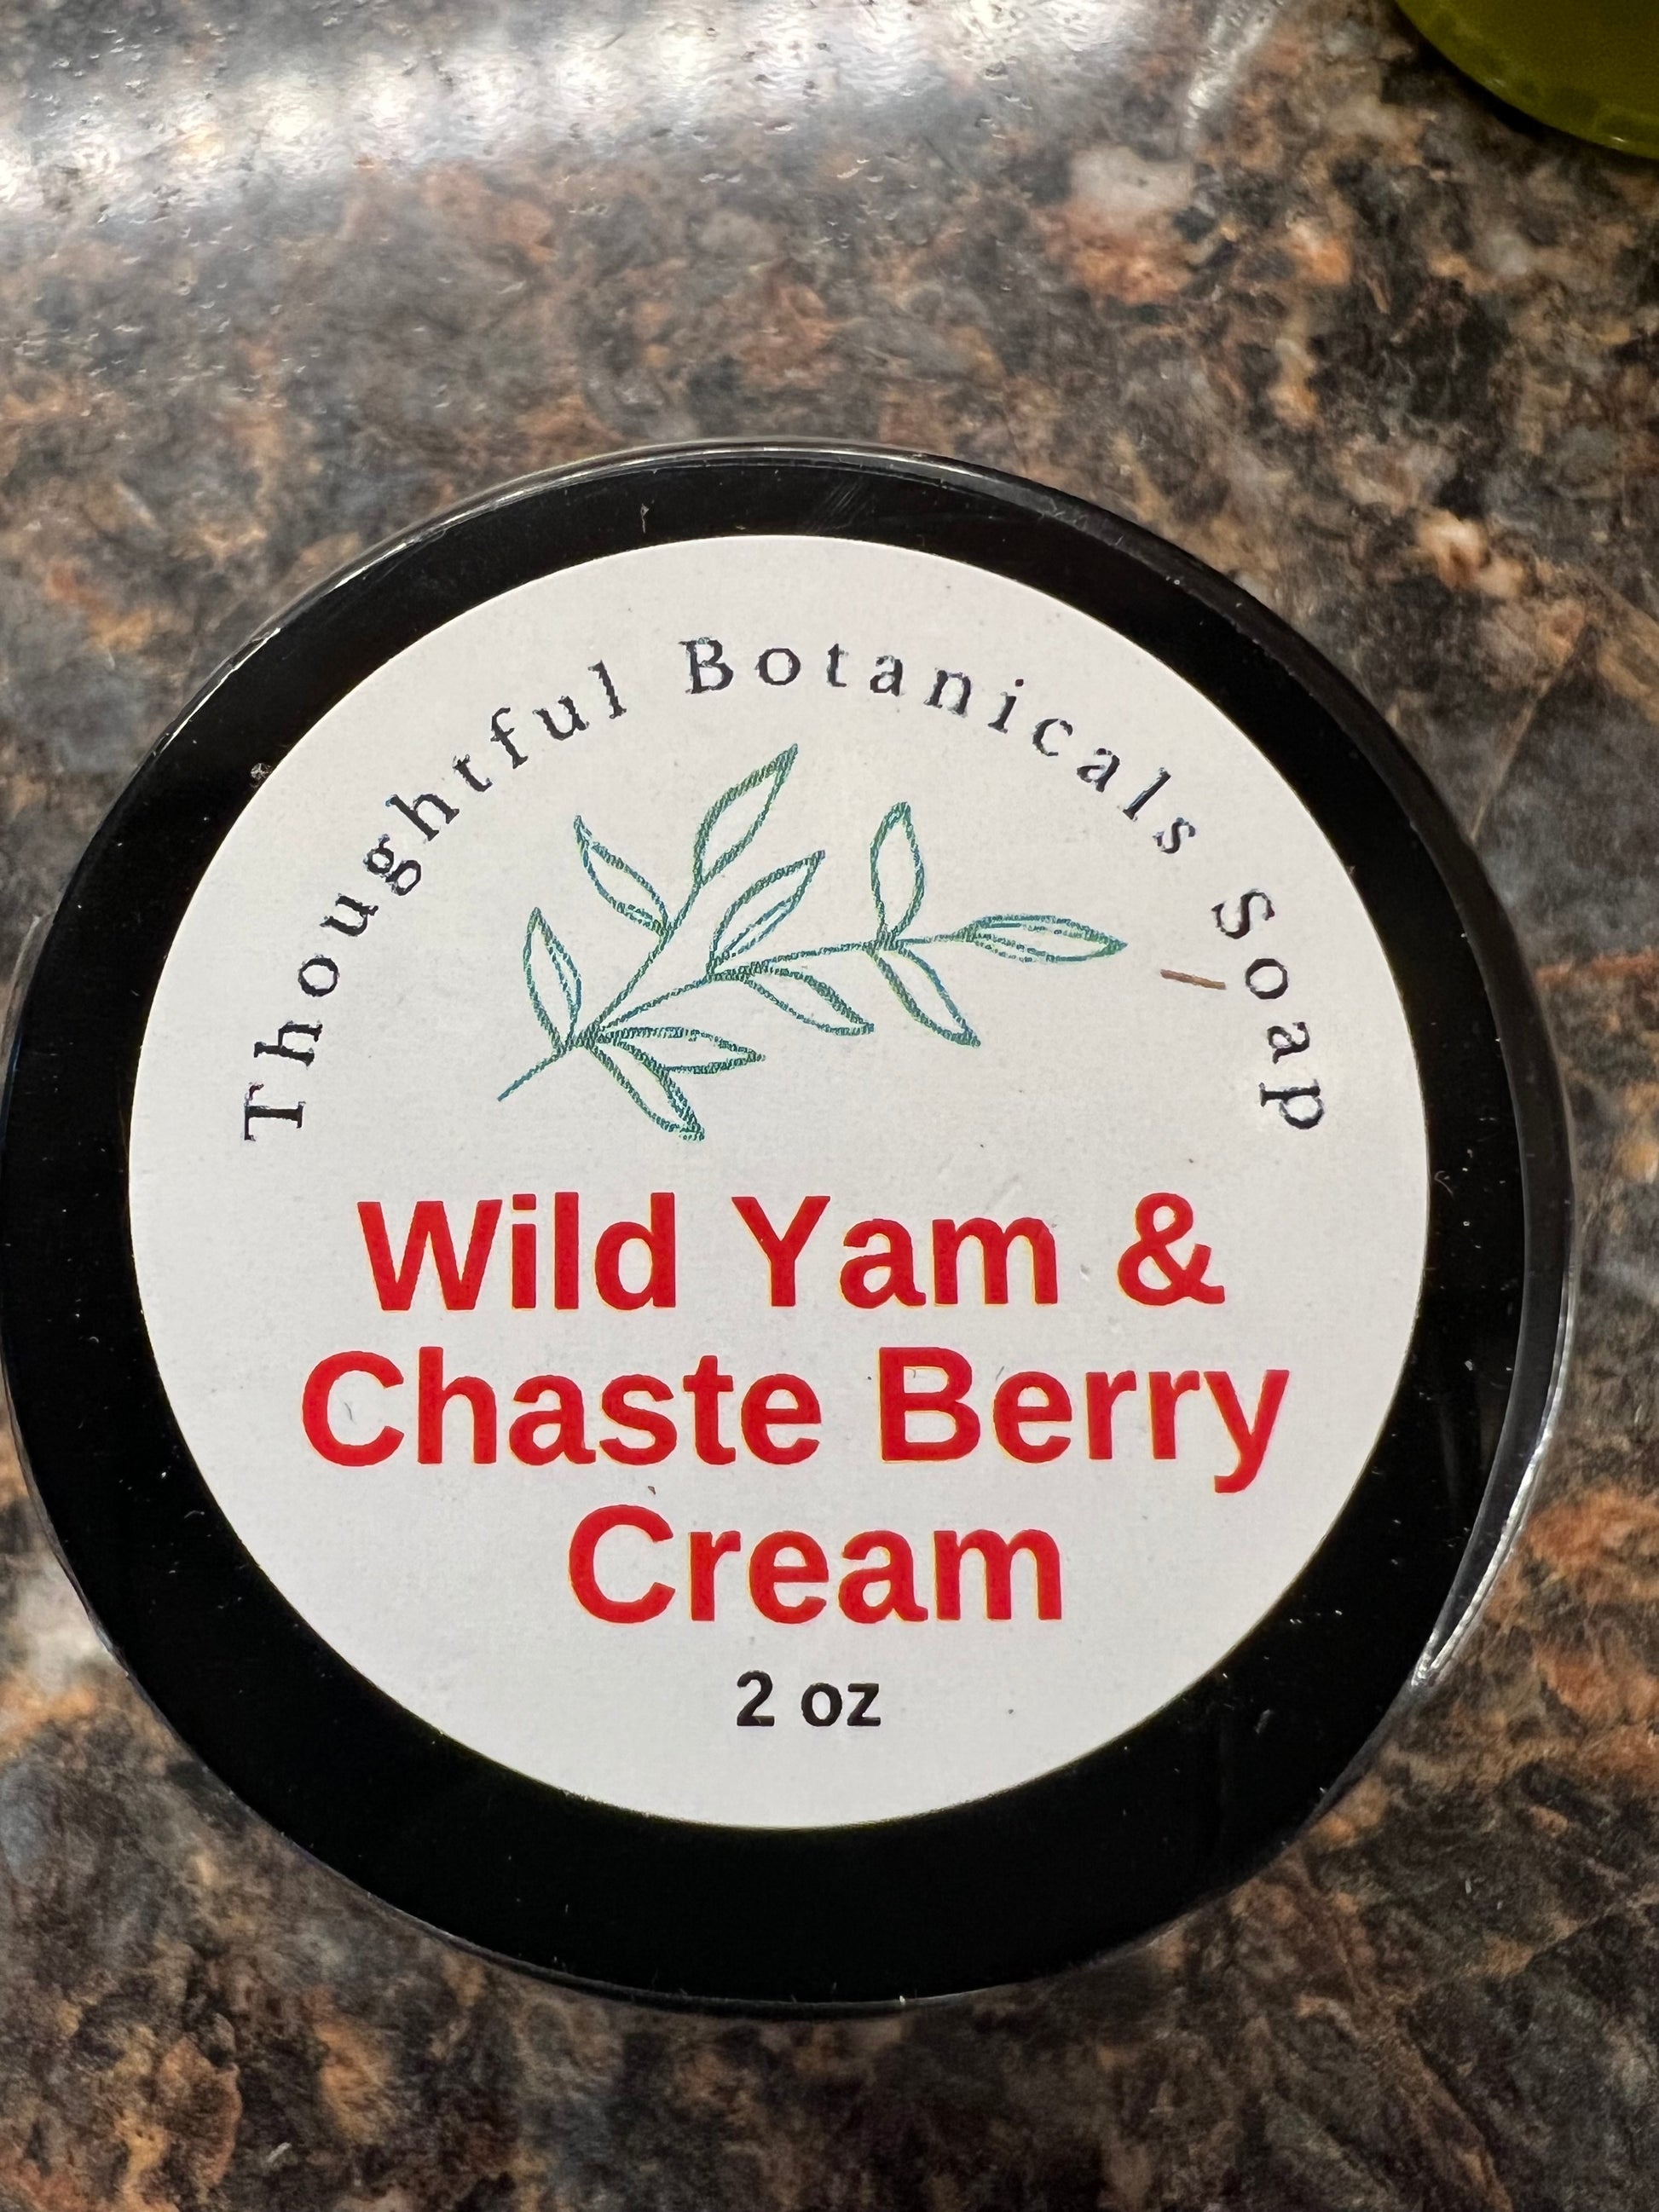 Thoughtful Botanicals Soap
Wild Yam &
Chaste Berry
Cream
2 oz